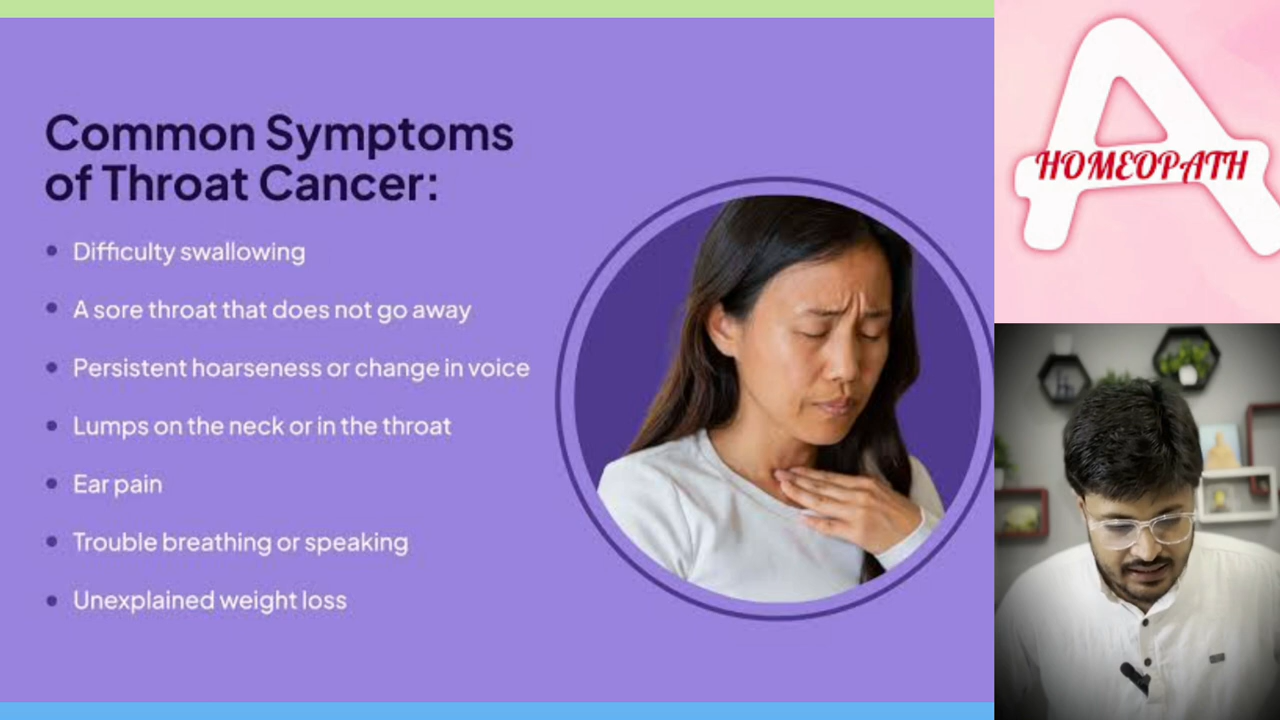 Common Symptoms
of Throat Cancer:
Difficulty swallowing
A sore throat that does not go away
Persistent hoarseness or change in voice
Lumps on the neck or in the throat
Ear pain
Trouble breathing or speaking
Unexplained weight loss
A
HOMEOPATH